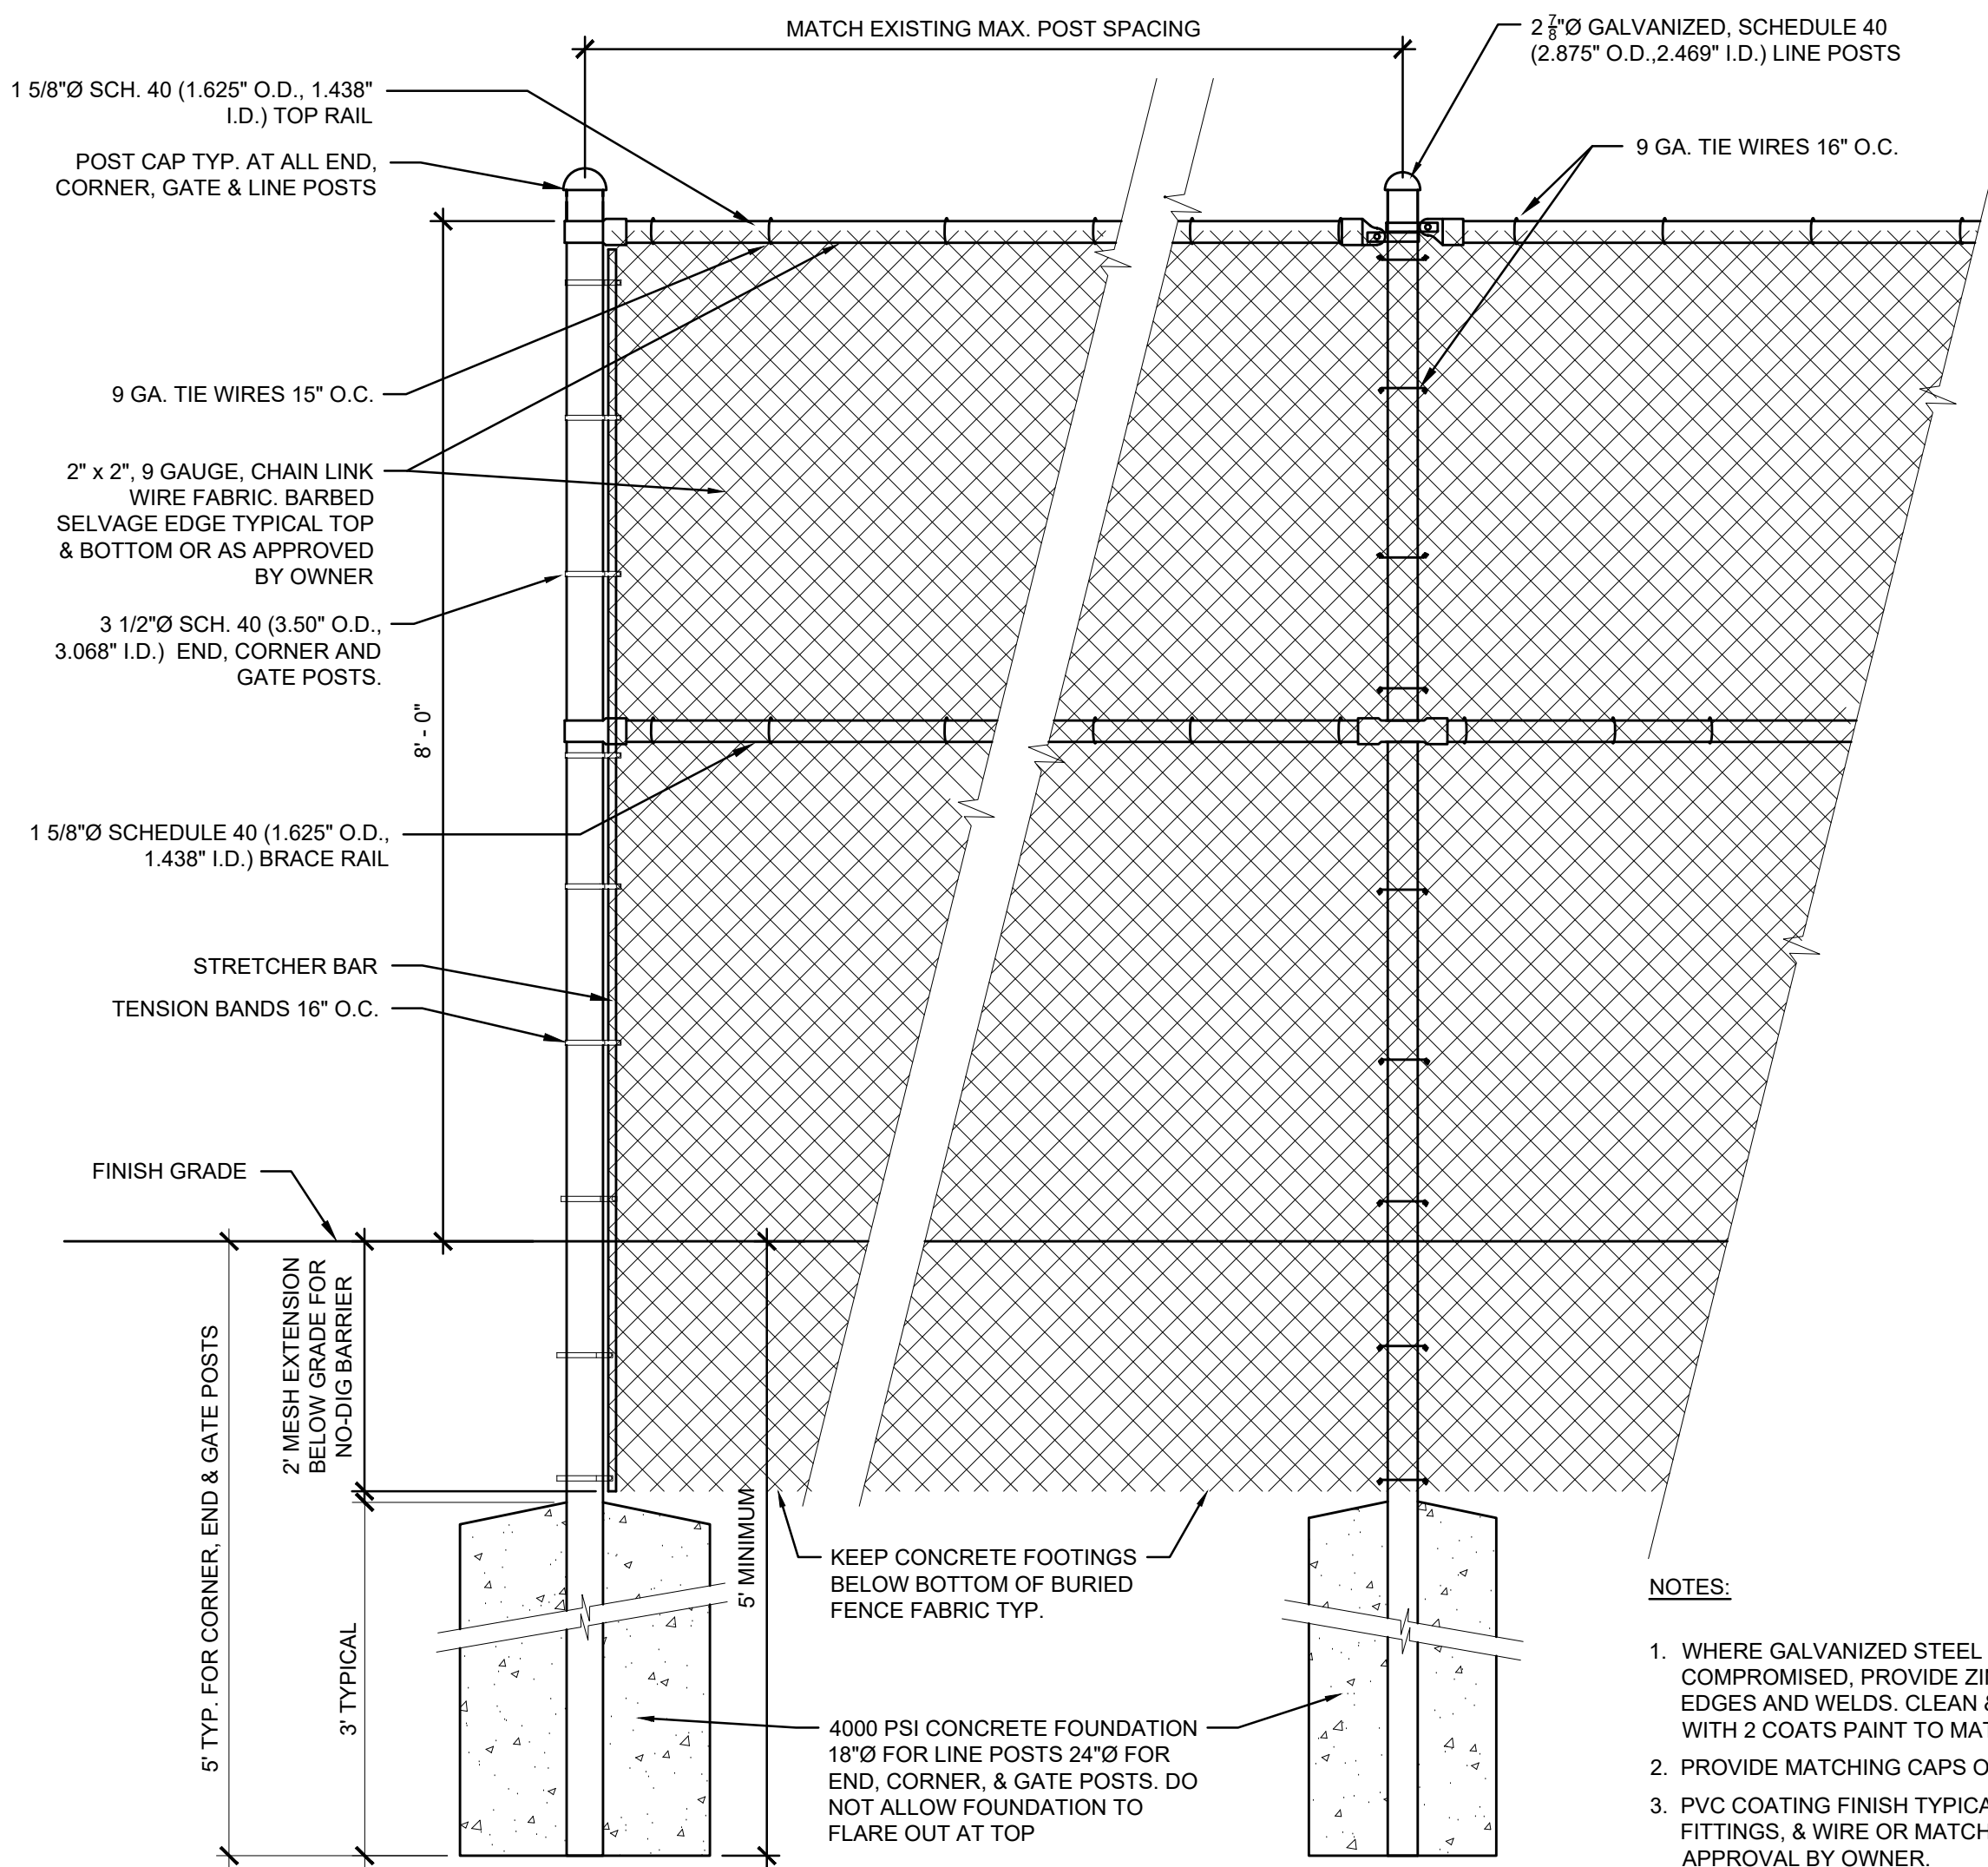 MATCH EXISTING MAX. POST SPACING
2 7/8"Ø GALVANIZED, SCHEDULE 40
(2.875" O.D.,2.469" I.D.) LINE POSTS
1 5/8"Ø SCH. 40 (1.625" O.D., 1.438"
I.D.) TOP RAIL
POST CAP TYP. AT ALL END,
CORNER, GATE & LINE POSTS
9 GA. TIE WIRES 16" O.C.
9 GA. TIE WIRES 15" O.C.
2" x 2", 9 GAUGE, CHAIN LINK
WIRE FABRIC. BARBED
SELVAGE EDGE TYPICAL TOP
& BOTTOM OR AS APPROVED
BY OWNER
3 1/2"Ø SCH. 40 (3.50" O.D.,
3.068" I.D.) END, CORNER AND
GATE POSTS.
8' - 0"
1 5/8"Ø SCHEDULE 40 (1.625" O.D.,
1.438" I.D.) BRACE RAIL
STRETCHER BAR
TENSION BANDS 16" O.C.
FINISH GRADE
5' TYP. FOR CORNER, END & GATE POSTS
2' MESH EXTENSION
BELOW GRADE FOR
NO-DIG BARRIER
3' TYPICAL
5' MINIMUM
KEEP CONCRETE FOOTINGS
BELOW BOTTOM OF BURIED
FENCE FABRIC TYP.
4000 PSI CONCRETE FOUNDATION
18"Ø FOR LINE POSTS 24"Ø FOR
END, CORNER, & GATE POSTS. DO
NOT ALLOW FOUNDATION TO
FLARE OUT AT TOP
NOTES:
1. WHERE GALVANIZED STEEL
COMPROMISED, PROVIDE
EDGES AND WELDS. CLEAN &
WITH 2 COATS PAINT TO
2. PROVIDE MATCHING CAPS
3. PVC COATING FINISH
FITTINGS, & WIRE OR MATCH
APPROVAL BY OWNER.